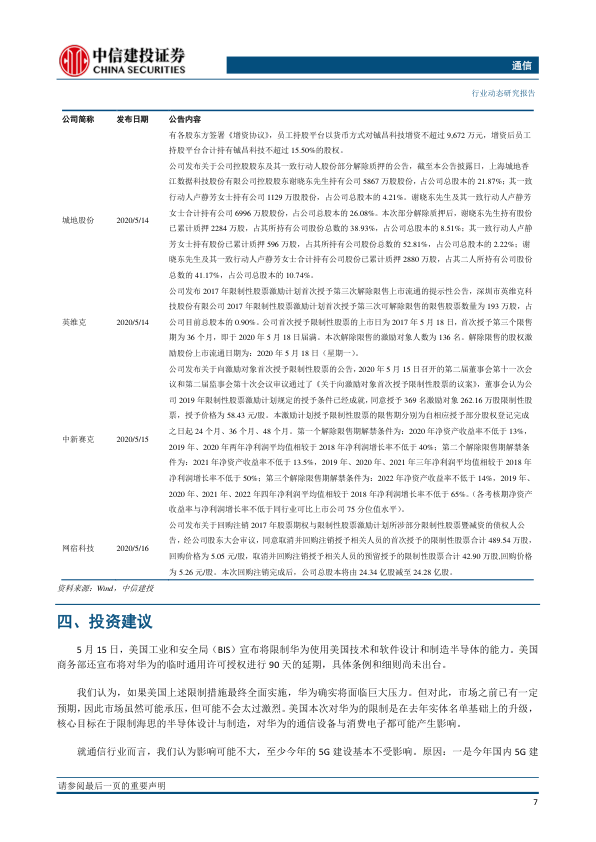 中信建投证券
CHINA SECURITIES
通信
行业动态研究报告
公司简称 发布日期 公告内容
有各股东方签署《增资协议》，员工持股平台以货币方式对铖昌科技增资不超过 9,672 万元，增资后员工
持股平台合计持有铖昌科技不超过 15.50%的股权。
公司发布关于公司控股股东及其一致行动人股份部分解除质押的公告，截至本公告披露日，上海城地香
江数据科技股份有限公司控股股东谢晓东先生持有公司 5867 万股股份，占公司总股本的 21.87%；其一致
行动人卢静芳女士持有公司 1129 万股股份，占公司总股本的 4.21%。谢晓东先生及其一致行动人卢静芳
女士合计持有公司 6996 万股股份，占公司总股本的 26.08%。本次部分解除质押后，谢晓东先生持有股份
城地股份 2020/5/14
已累计质押 2284 万股，占其所持有公司股份总数的 38.93%，占公司总股本的 8.51%；其一致行动人卢静
芳女士持有股份已累计质押 596 万股，占其所持有公司股份总数的 52.81%，占公司总股本的 2.22%；谢
晓东先生及其一致行动人卢静芳女士合计持有公司股份已累计质押 2880 万股，占其二人所持有公司股份
总数的 41.17%，占公司总股本的 10.74%。
公司发布 2017 年限制性股票激励计划首次授予第三次解除限售上市流通的提示性公告，深圳市英维克科
技股份有限公司 2017 年限制性股票激励计划首次授予第三次可解除限售的限售股票数量为 193 万股，占
英维克 2020/5/14
公司目前总股本的 0.90%。公司首次授予限制性股票的上市日为 2017 年 5 月 18 日，首次授予第三个限售
期为 36 个月，即于 2020 年 5 月 18 日届满。本次解除限售的激励对象人数为 136 名。解除限售的股权激
励股份上市流通日期为：2020 年 5 月 18 日（星期一）。
公司发布关于向激励对象首次授予限制性股票的公告，2020 年 5 月 15 日召开的第二届董事会第十一次会
议和第二届监事会第十次会议审议通过了《关于向激励对象首次授予限制性股票的议案》，董事会认为公司
2019 年限制性股票激励计划规定的授予条件已经成就，同意授予 369 名激励对象 262.16 万股限制性股
票，授予价格为 58.43 元/股。本激励计划授予限制性股票的限售期分别为自相应授予部分股权登记完成
之日起 24 个月、36 个月、48 个月。第一个解除限售期解禁条件为：2020 年净资产收益率不低于 13%，
中新赛克 2020/5/15
2019 年、2020 年两年净利润平均值相较于 2018 年净利润增长率不低于 40%；第二个解除限售期解禁条
件为：2021 年净资产收益率不低于 13.5%，2019 年、2020 年、2021 年三年净利润平均值相较于 2018 年
净利润增长率不低于 50%；第三个解除限售期解禁条件为：2022 年净资产收益率不低于 14%，2019 年、
2020 年、2021 年、2022 年四年净利润平均值相较于 2018 年净利润增长率不低于 65%。（各考核期净资产
收益率与净利润增长率不低于同行业可比上市公司 75 分位值水平）。
公司发布关于回购注销 2017 年股票期权与限制性股票激励计划所涉部分限制性股票暨减资的债权人公
告，经公司股东大会审议，同意取消并回购注销授予相关人员的首次授予的限制性股票合计 489.54 万股，
网宿科技 2020/5/16
回购价格为 5.05 元/股，取消并回购注销授予相关人员的预留授予的限制性股票合计 42.90 万股,回购价格
为 5.26 元/股。本次回购注销完成后，公司总股本将由 24.34 亿股减至 24.28 亿股。
资料来源：Wind，中信建投
四、投资建议
5 月 15 日，美国工业和安全局（BIS）宣布将限制华为使用美国技术和软件设计和制造半导体的能力。美国
商务部还宣布将对华为的临时通用许可授权进行 90 天的延期，具体条例和细则尚未出台。
我们认为，如果美国上述限制措施最终全面实施，华为确实将面临巨大压力。但对此，市场之前已有一定
预期，因此市场虽然可能承压，但可能不会太过激烈。美国本次对华为的限制是在去年实体名单基础上的升级，
核心目标在于限制海思的半导体设计与制造，对华为的通信设备与消费电子都可能产生影响。
就通信行业而言，我们认为影响可能不大，至少今年的 5G 建设基本不受影响。原因：一是今年国内 5G 建
请参阅最后一页的重要声明
7